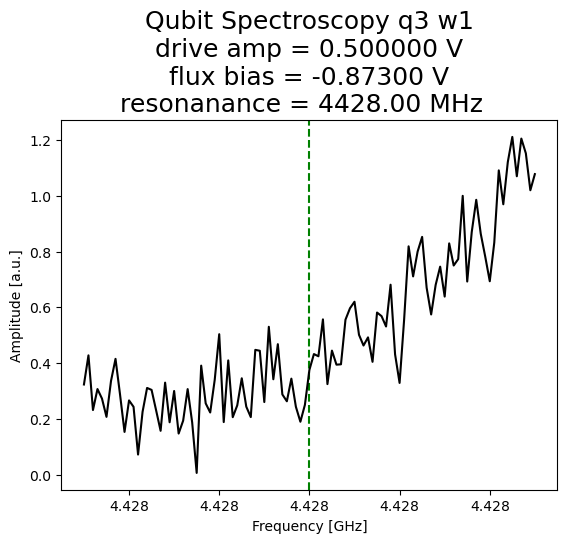 Qubit Spectroscopy q3 w1
drive amp = 0.500000 V
flux bias = -0.87300 V
resonanance = 4428.00 MHz
1.2
1.0
0.8
0.6
0.4
0.2
0.0
Amplitude [a.u.]
4.428 4.428 4.428 4.428 4.428
Frequency [GHz]